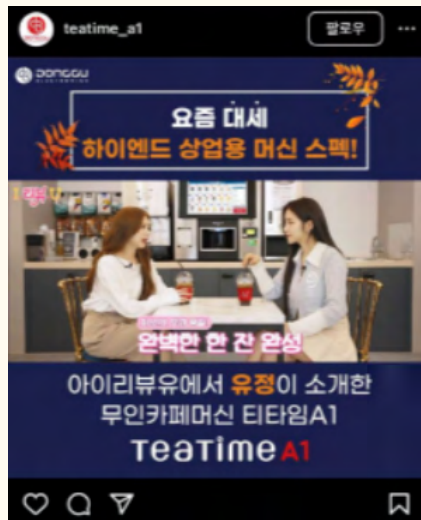 teatime_a1
팔로우
DONGGU
요즘 대세
하이엔드 상업용 머신 스펙!
완벽한 한 잔 완성
아이리뷰유에서 유정이 소개한
무인카페머신 티타임A1
TeaTime A1